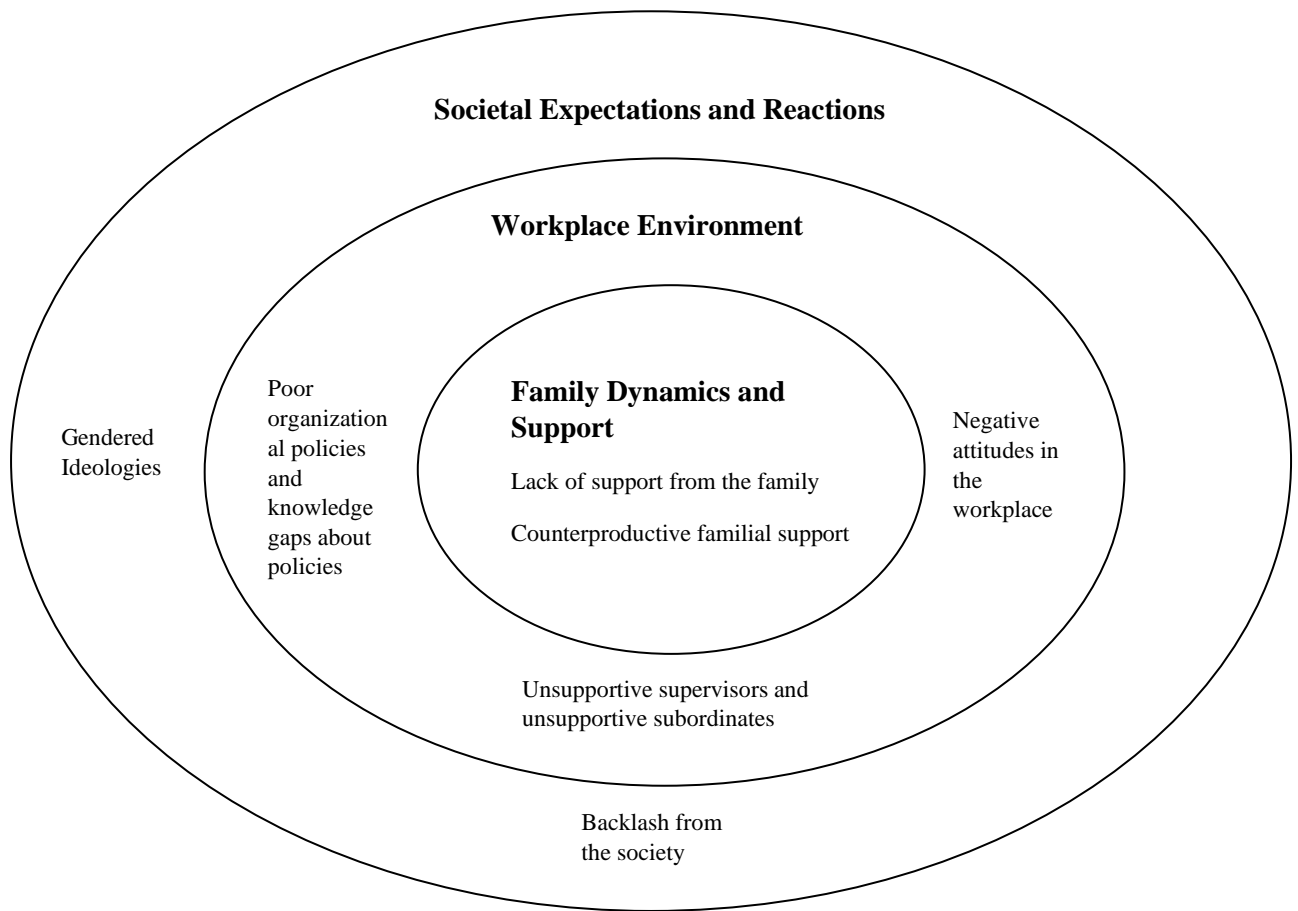 Societal Expectations and Reactions
Workplace Environment
Family Dynamics and
Support
Lack of support from the family
Counterproductive familial support
Poor
organization
al policies
and
knowledge
gaps about
policies
Negative
attitudes in
the
workplace
Gendered
Ideologies
Unsupportive supervisors and
unsupportive subordinates
Backlash from
the society